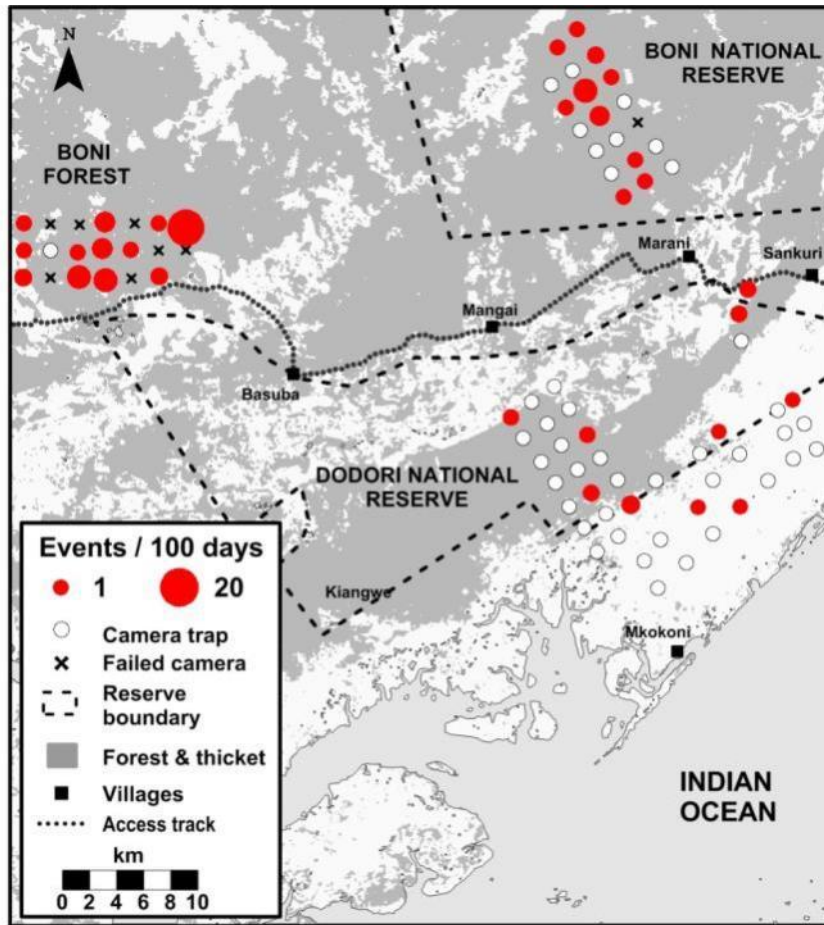 N
BONI NATIONAL
RESERVE
BONI
FOREST
Marani
Sankuri
Mangai
Basuba
DODORI NATIONAL
RESERVE
Kiangwe
Mkokoni
INDIAN
OCEAN
Events / 100 days
1 20
Camera trap
Failed camera
Reserve
boundary
Forest & thicket
Villages
Access track
km
0 2 4 6 8 10